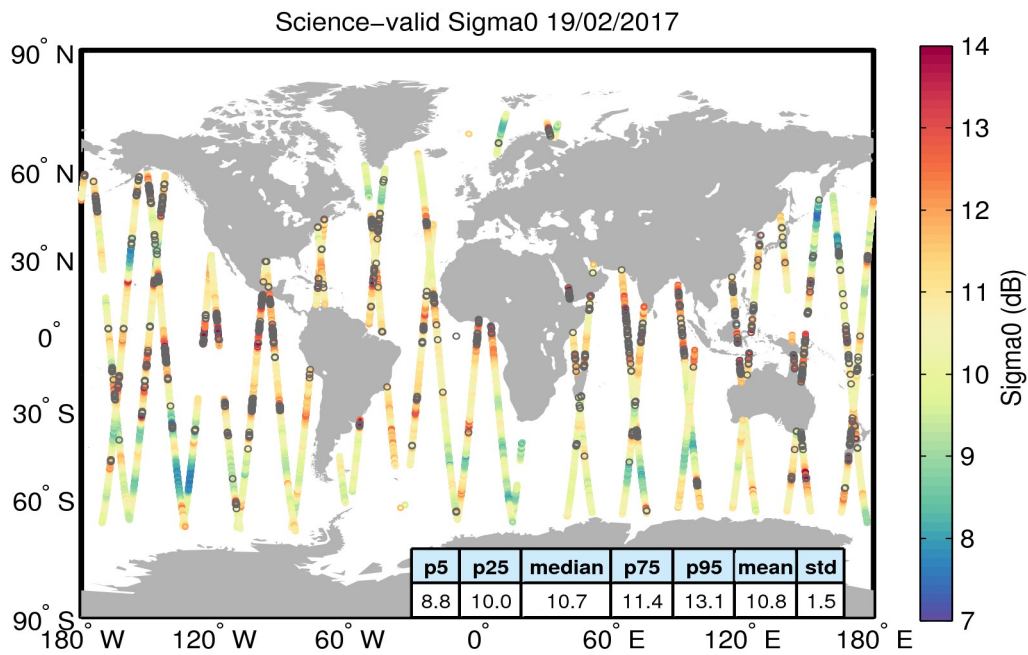 Science−valid Sigma0 19/02/2017
90° N
60° N
30° N
0°
30° S
60° S
90° S
180° W
120° W
60° W
0°
60° E
120° E
180° E
p5 p25 median p75 p95 mean std
8.8 10.0 10.7 11.4 13.1 10.8 1.5
14
13
12
11
10
9
8
7
Sigma0 (dB)